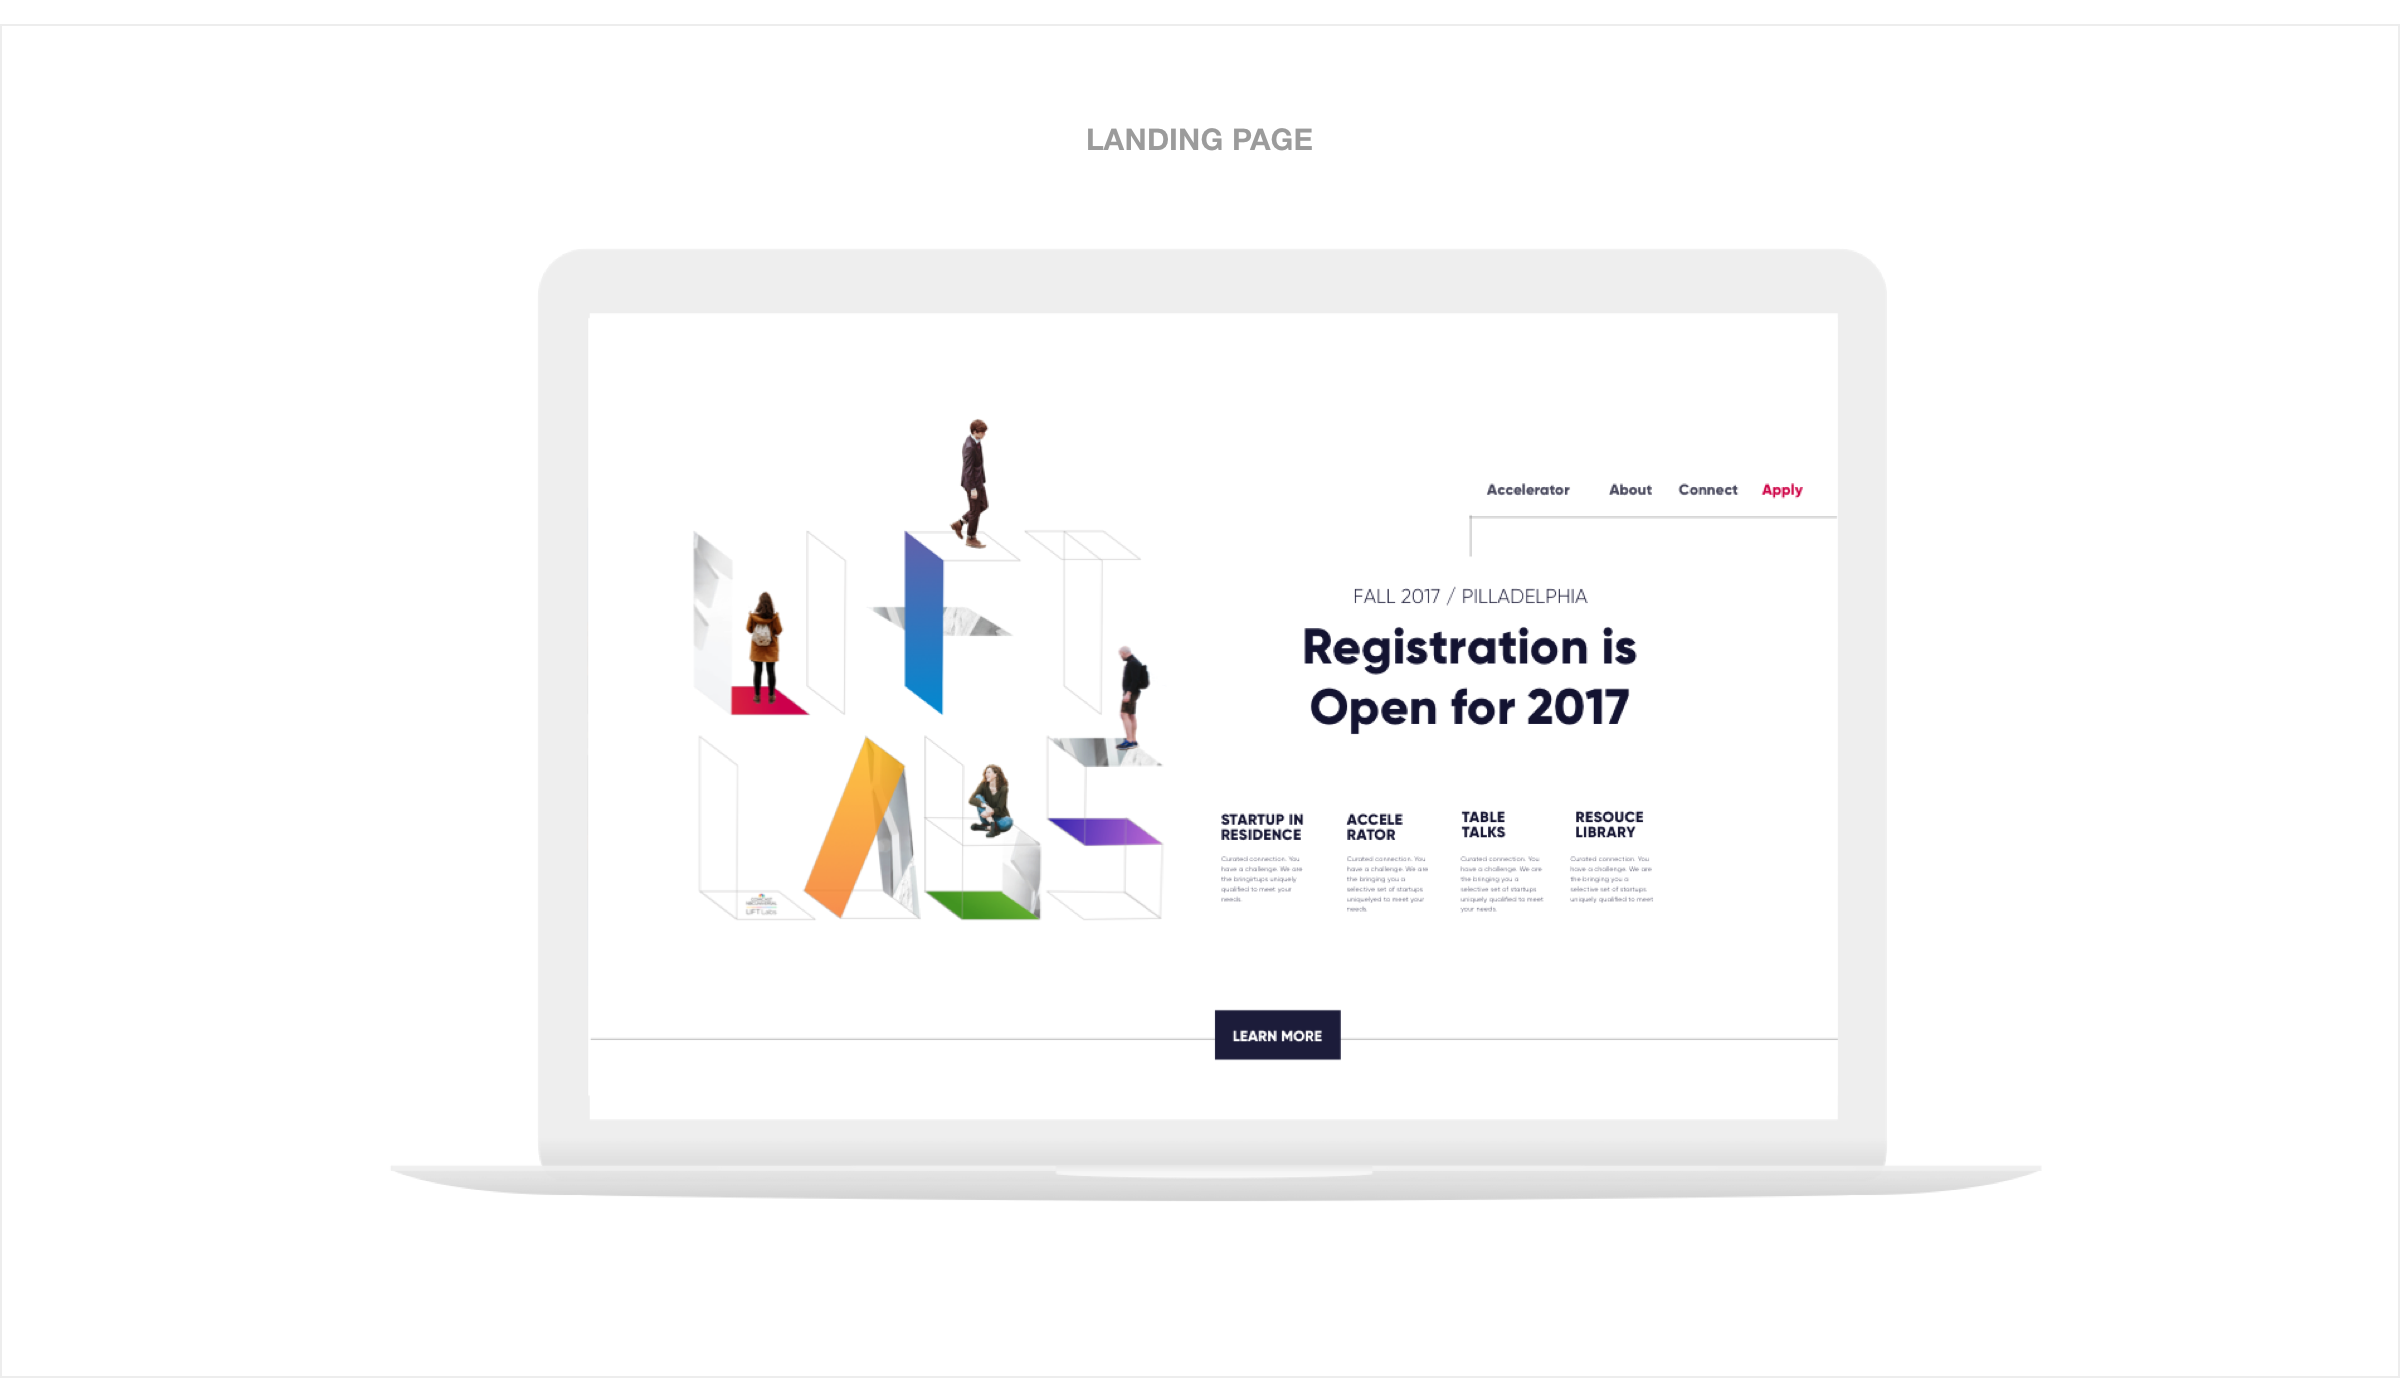 LANDING PAGE
Accelerator About Connect Apply
LIFT
LABS
LIFT Labs
FALL 2017 / PILLADELPHIA
Registration is
Open for 2017
STARTUP IN
RESIDENCE
Curated connection. You
have a challenge. We are
the bringirtups uniquely
qualified to meet your
needs.
ACCELE
RATOR
Curated connection. You
have a challenge. We are
the bringing you a
selective set of startups
uniquelyed to meet your
needs.
TABLE
TALKS
Curated connection. You
have a challenge. We are
the bringing you a
selective set of startups
uniquely qualified to meet
your needs.
RESOUCE
LIBRARY
Curated connection. You
have a challenge. We are
the bringing you a
selective set of startups
uniquely qualified to meet
LEARN MORE